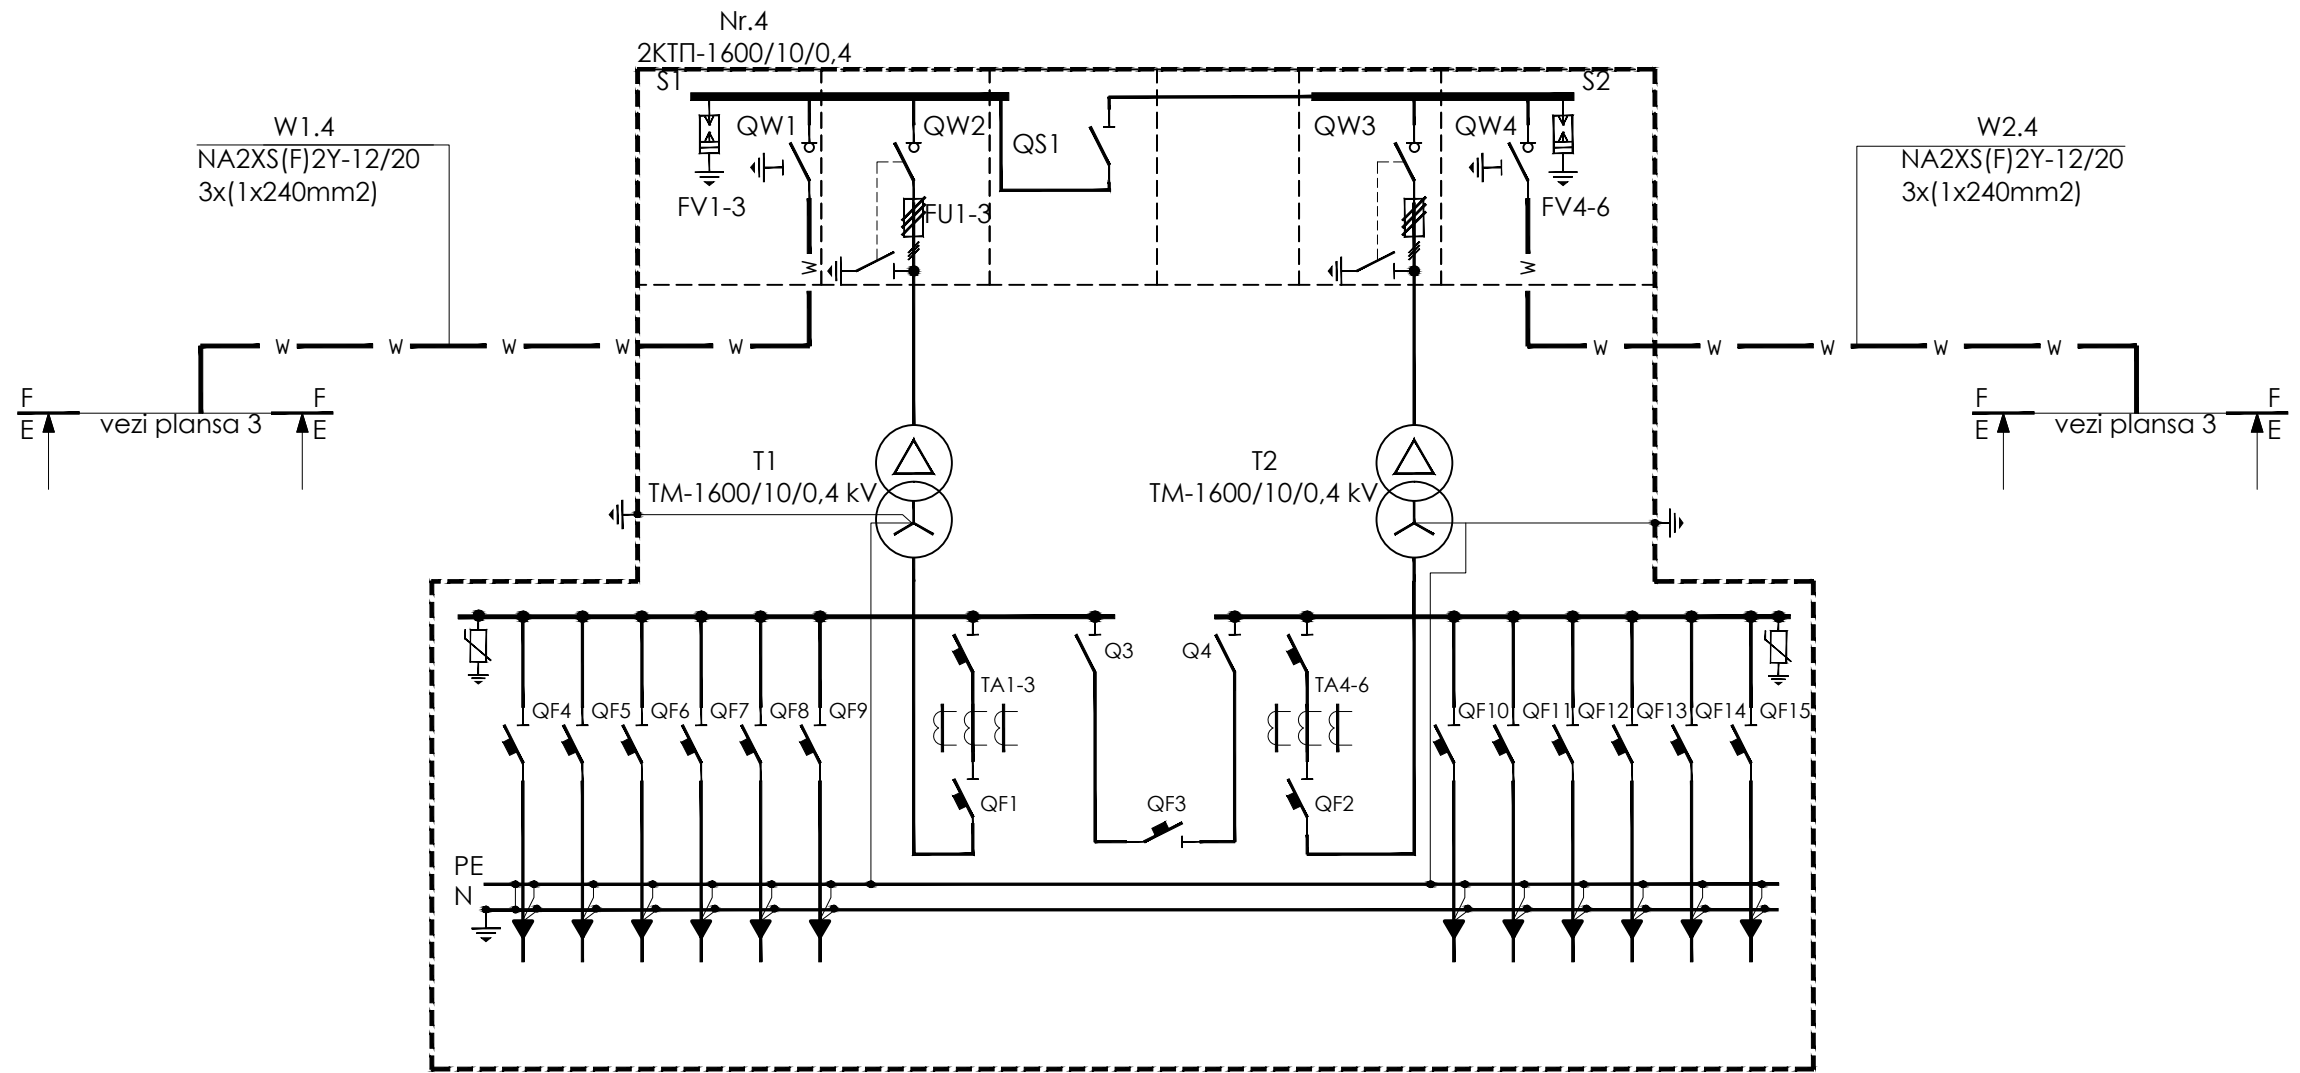 Nr.4
2КТП-1600/10/0,4
S1
S2
W1.4
NA2XS(F)2Y-12/20
3x(1x240mm2)
QW1
QW2
QS1
QW3
QW4
W2.4
NA2XS(F)2Y-12/20
3x(1x240mm2)
FV1-3
FU1-3
FV4-6
W
W
W
W
W
W
W
W
W
W
W
W
F
E
vezi plansa 3
F
E
F
E
vezi plansa 3
F
E
T1
TM-1600/10/0,4 kV
T2
TM-1600/10/0,4 kV
Q3
Q4
TA1-3
TA4-6
QF4
QF5
QF6
QF7
QF8
QF9
QF10
QF11
QF12
QF13
QF14
QF15
QF1
QF3
QF2
PE
N